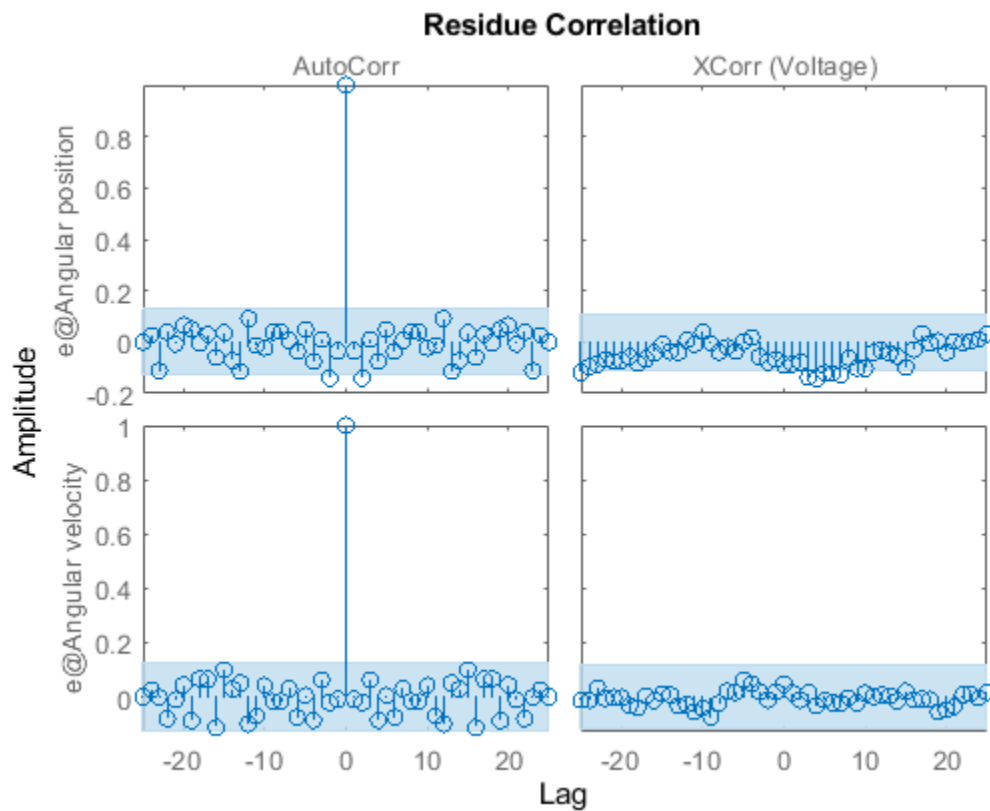 Residue Correlation
AutoCorr
XCorr (Voltage)
Amplitude
e@Angular position
0.8
0.6
0.4
0.2
0
-0.2
e@Angular velocity
1
0.8
0.6
0.4
0.2
0
-20 -10 0 10 20
-20 -10 0 10 20
Lag